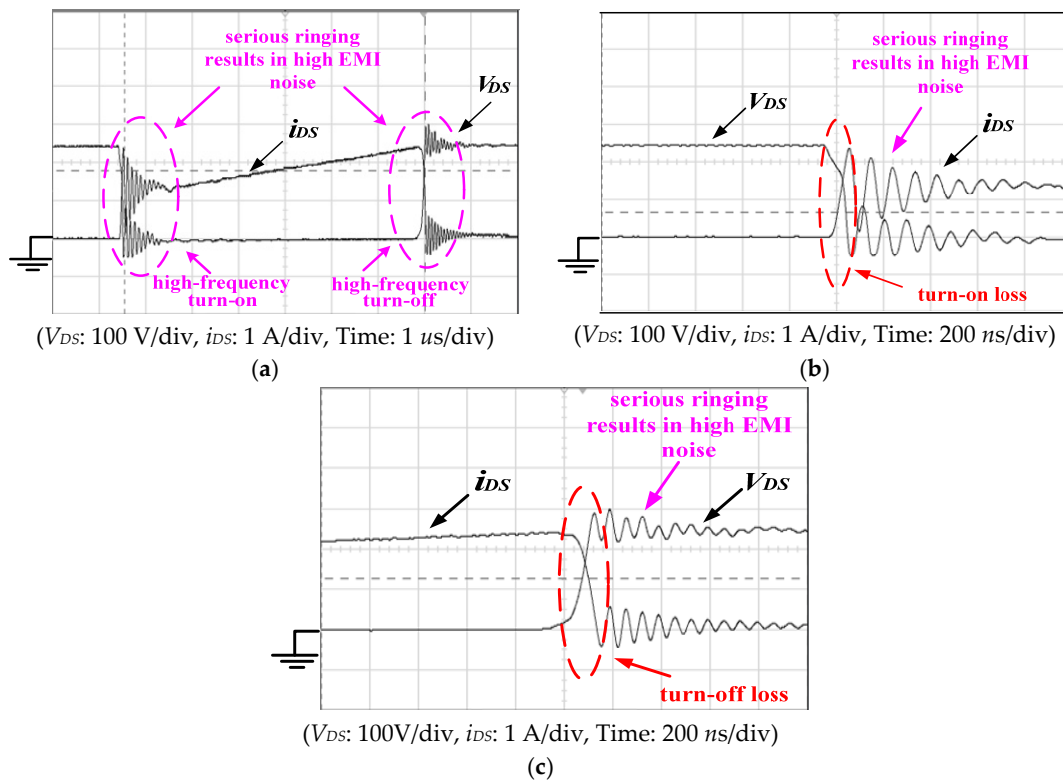 serious ringing
results in high EMI
noise
VDS
iDS
high-frequency
turn-on
high-frequency
turn-off
(VDS: 100 V/div, iDS: 1 A/div, Time: 1 us/div)
(a)
serious ringing
results in high EMI
noise
VDS
iDS
turn-on loss
(VDS: 100 V/div, iDS: 1 A/div, Time: 200 ns/div)
(b)
serious ringing
results in high EMI
noise
iDS
VDS
turn-off loss
(VDS: 100V/div, iDS: 1 A/div, Time: 200 ns/div)
(c)